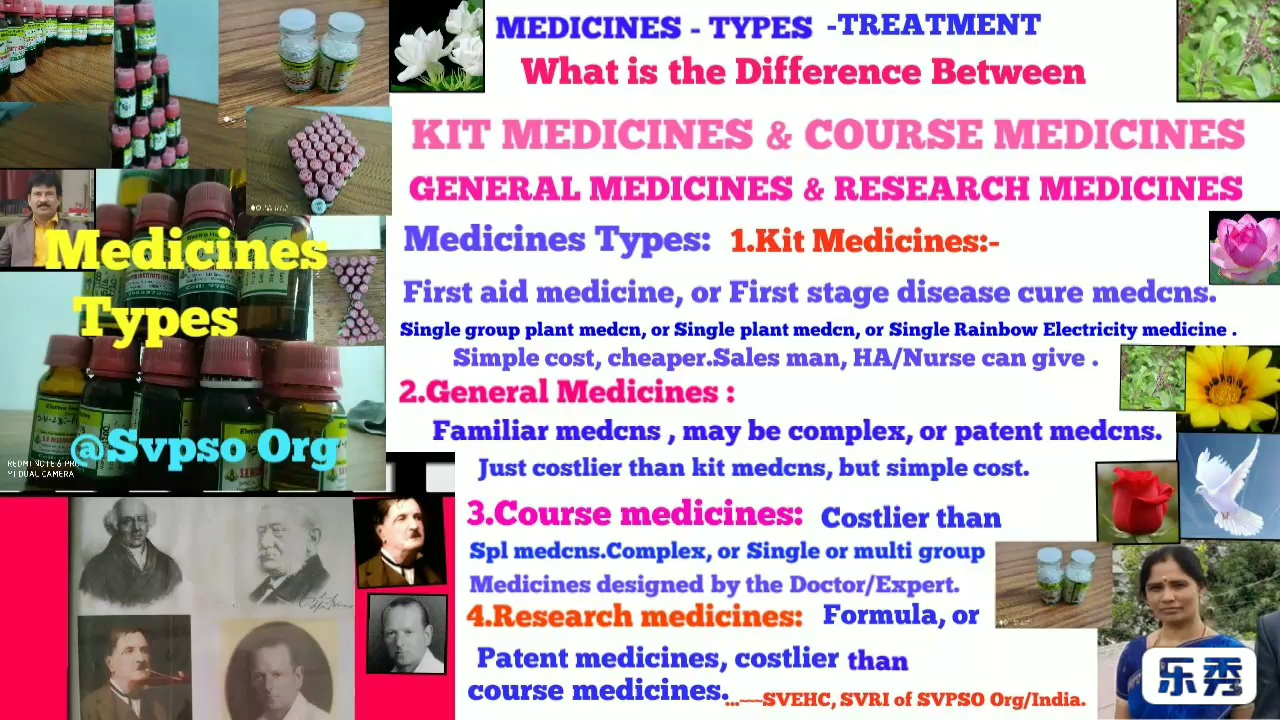 MEDICINES - TYPES -TREATMENT
What is the Difference Between
KIT MEDICINES & COURSE MEDICINES
GENERAL MEDICINES & RESEARCH MEDICINES
Medicines Types: 1.Kit Medicines:-
First aid medicine, or First stage disease cure medcns.
Single group plant medcn, or Single plant medcn, or Single Rainbow Electricity medicine .
Simple cost, cheaper.Sales man, HA/Nurse can give .
2.General Medicines :
Familiar medcns , may be complex, or patent medcns.
Just costlier than kit medcns, but simple cost.
3.Course medicines: Costlier than
Spl medcns.Complex, or Single or multi group
Medicines designed by the Doctor/Expert.
4.Research medicines: Formula, or
Patent medicines, costlier than
course medicines....~~~SVEHC, SVRI of SVPSO Org/India.
Medicines
Types
@Svpso Org
REDMI NOTE 6 PRO
MI DUAL CAMERA
乐秀